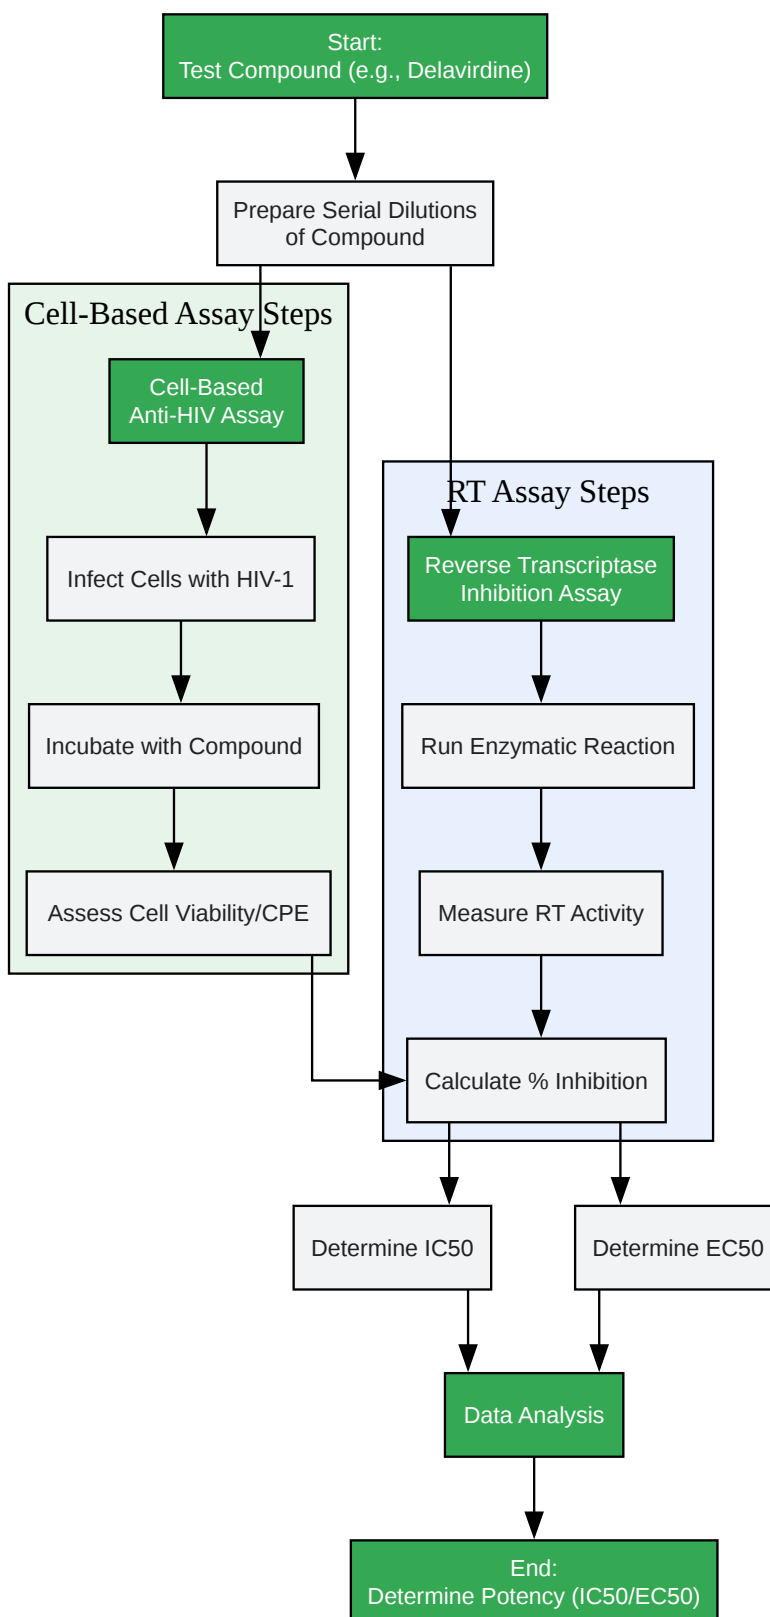 Start:
Test Compound (e.g., Delavirdine)
Prepare Serial Dilutions
of Compound
Cell-Based Assay Steps
Cell-Based
Anti-HIV Assay
Infect Cells with HIV-1
Incubate with Compound
Assess Cell Viability/CPE
RT Assay Steps
Reverse Transcriptase
Inhibition Assay
Run Enzymatic Reaction
Measure RT Activity
Calculate % Inhibition
Determine IC50
Determine EC50
Data Analysis
End:
Determine Potency (IC50/EC50)